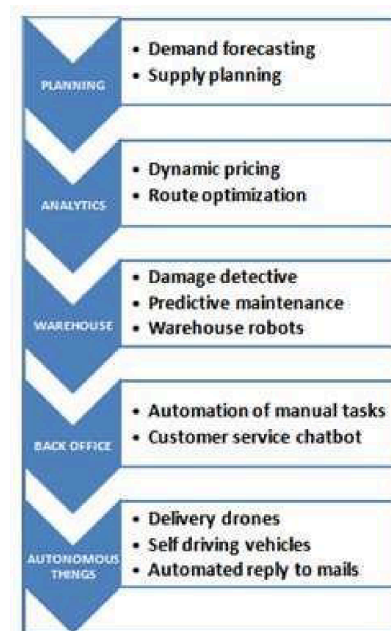 PLANNING
• Demand forecasting
• Supply planning
ANALYTICS
• Dynamic pricing
• Route optimization
WAREHOUSE
• Damage detective
• Predictive maintenance
• Warehouse robots
BACK OFFICE
• Automation of manual tasks
• Customer service chatbot
AUTONOMOUS
THINGS
• Delivery drones
• Self driving vehicles
• Automated reply to mails